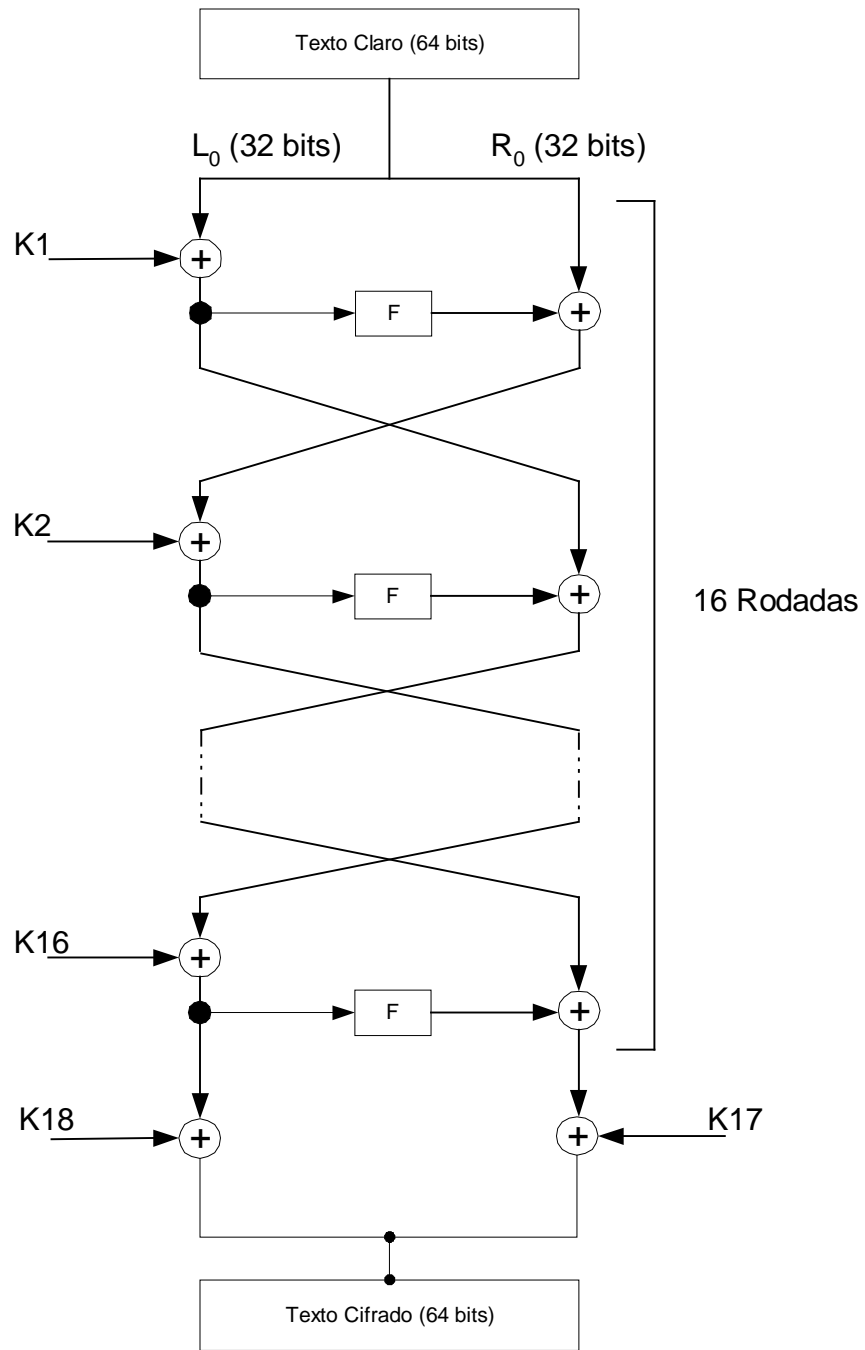 Texto Claro (64 bits)
L0 (32 bits)
R0 (32 bits)
K1
+
F
+
K2
+
F
+
16 Rodadas
K16
+
F
+
K18
+
+
K17
Texto Cifrado (64 bits)